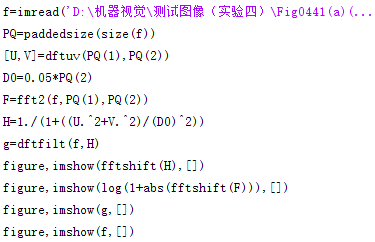 f=imread('D:\机器视觉\测试图像（实验四）\Fig0441(a)(...
PQ=paddedsize(size(f))
[U,V]=dftuv(PQ(1),PQ(2))
D0=0.05*PQ(2)
F=fft2(f,PQ(1),PQ(2))
H=1./(1+((U.^2+V.^2)/(D0)^2))
g=dftfilt(f,H)
figure,imshow(fftshift(H),[])
figure,imshow(log(1+abs(fftshift(F))),[])
figure,imshow(g,[])
figure,imshow(f,[])